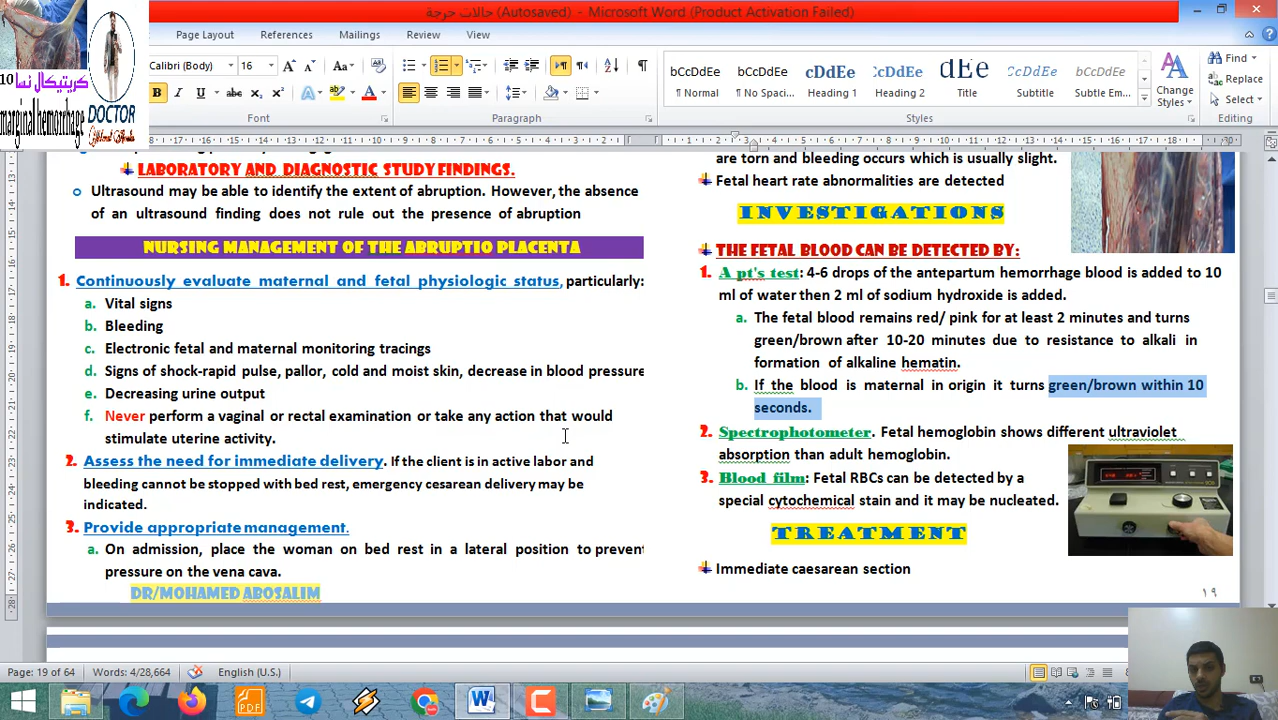 حالات حرجة (Autosaved) - Microsoft Word (Product Activation Failed)
Page Layout
References
Mailings
Review
View
Calibri (Body)
16
Font
Paragraph
bCcDdEe
¶ Normal
bCcDdEe
¶ No Spaci...
cDdEe
Heading 1
:cDdEe
Heading 2
dEe
Title
cCcDdEe
Subtitle
bCcDdEe
Subtle Em...
Change
Styles
Styles
Find
Replace
Select
Editing
كريتيكال نسا
10
marginal hemorrhage
DOCTOR
LABORATORY AND DIAGNOSTIC STUDY FINDINGS.
Ultrasound may be able to identify the extent of abruption. However, the absence
of an ultrasound finding does not rule out the presence of abruption
NURSING MANAGEMENT OF THE ABRUPTIO PLACENTA
1. Continuously evaluate maternal and fetal physiologic status, particularly:
a. Vital signs
b. Bleeding
c. Electronic fetal and maternal monitoring tracings
d. Signs of shock-rapid pulse, pallor, cold and moist skin, decrease in blood pressure
e. Decreasing urine output
f. Never perform a vaginal or rectal examination or take any action that would
stimulate uterine activity.
2. Assess the need for immediate delivery. If the client is in active labor and
bleeding cannot be stopped with bed rest, emergency cesarean delivery may be
indicated.
3. Provide appropriate management.
a. On admission, place the woman on bed rest in a lateral position to prevent
pressure on the vena cava.
DR/MOHAMED ABOSALIM
are torn and bleeding occurs which is usually slight.
Fetal heart rate abnormalities are detected
INVESTIGATIONS
THE FETAL BLOOD CAN BE DETECTED BY:
1. A pt's test: 4-6 drops of the antepartum hemorrhage blood is added to 10
ml of water then 2 ml of sodium hydroxide is added.
a. The fetal blood remains red/ pink for at least 2 minutes and turns
green/brown after 10-20 minutes due to resistance to alkali in
formation of alkaline hematin.
b. If the blood is maternal in origin it turns green/brown within 10
seconds.
2. Spectrophotometer. Fetal hemoglobin shows different ultraviolet
absorption than adult hemoglobin.
3. Blood film: Fetal RBCs can be detected by a
special cytochemical stain and it may be nucleated.
TREATMENT
Immediate caesarean section
١٩
Page: 19 of 64
Words: 4/28,664
English (U.S.)